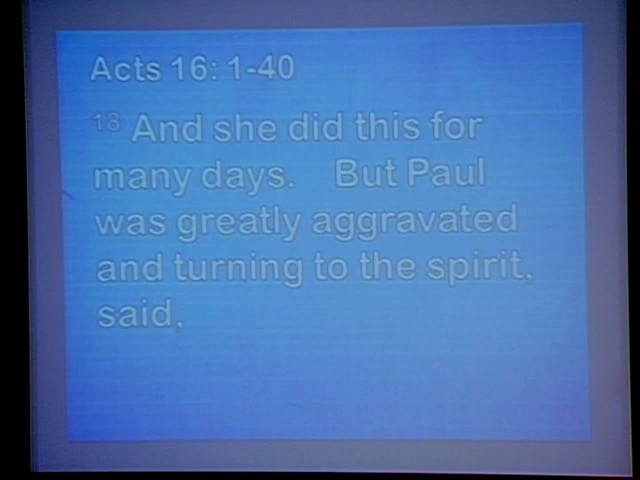 Acts 16: 1-40
18 And she did this for
many days. But Paul
was greatly aggravated
and turning to the spirit,
said,